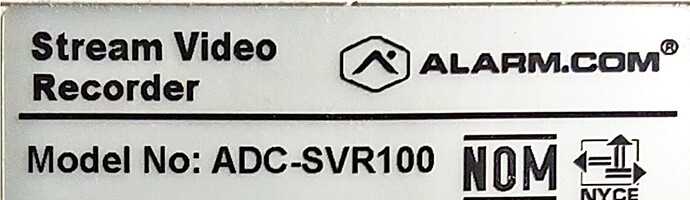 Stream Video
Recorder
ALARM.COM®
Model No: ADC-SVR100
NOM
NYCE